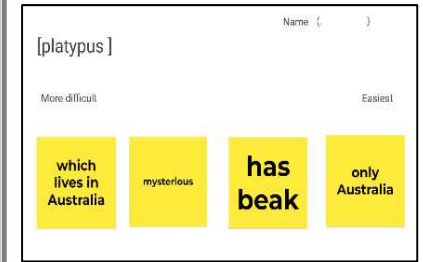 Name (. )
[platypus ]
More difficult Easiest
which
lives in
Australia
mysterious
has
beak
only
Australia